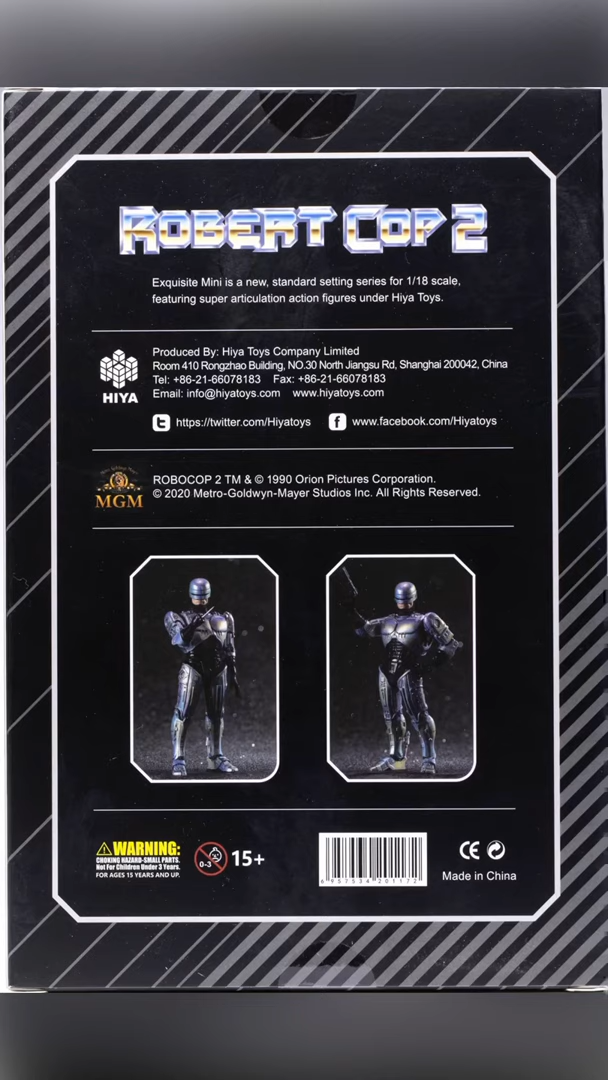 ROBERT COP 2
Exquisite Mini is a new, standard setting series for 1/18 scale,
featuring super articulation action figures under Hiya Toys.
HIYA
Produced By: Hiya Toys Company Limited
Room 410 Rongzhao Building, NO.30 North Jiangsu Rd, Shanghai 200042, China
Tel: +86-21-66078183 Fax: +86-21-66078183
Email: info@hiyatoys.com www.hiyatoys.com
https://twitter.com/Hiyatoys
www.facebook.com/Hiyatoys
MGM
ROBOCOP 2 TM & © 1990 Orion Pictures Corporation.
© 2020 Metro-Goldwyn-Mayer Studios Inc. All Rights Reserved.
WARNING:
CHOKING HAZARD-SMALL PARTS.
Not For Children Under 3 Years.
FOR AGES 15 YEARS AND UP.
0-3
15+
6 957534 201172
CE
Made in China